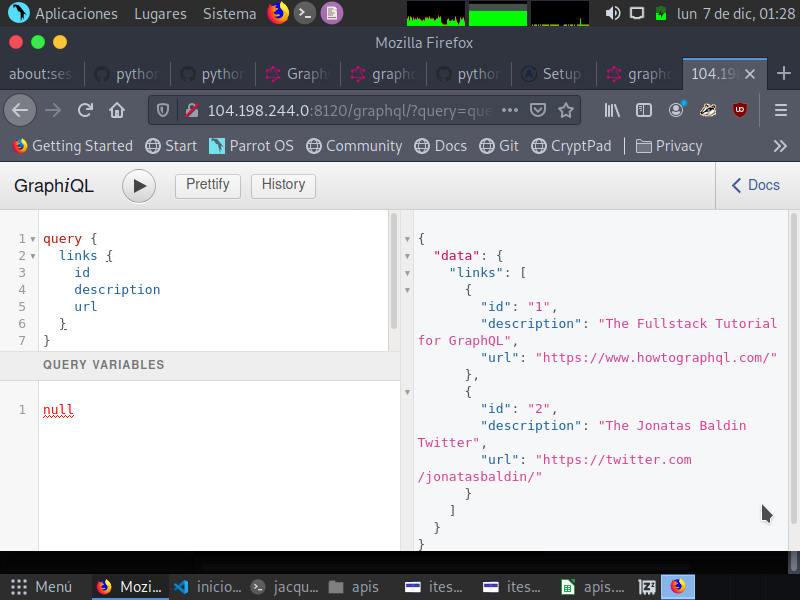 Aplicaciones Lugares Sistema lun 7 de dic, 01:28
Mozilla Firefox
about:ses python python Graph graph python Setup graph 104.19
104.198.244.0:8120/graphql/?query=que
Getting Started Start Parrot OS Community Docs Git CryptPad Privacy
GraphiQL Prettify History Docs
1 query {
2 links {
3 id
4 description
5 url
6 }
7 }
QUERY VARIABLES
1 null
{
"data": {
"links": [
{
"id": "1",
"description": "The Fullstack Tutorial
for GraphQL",
"url": "https://www.howtographql.com/"
},
{
"id": "2",
"description": "The Jonatas Baldin
Twitter",
"url": "https://twitter.com
/jonatasbaldin/"
}
]
}
}
Menú Mozi... inicio... jacqu... apis ites... ites... apis....